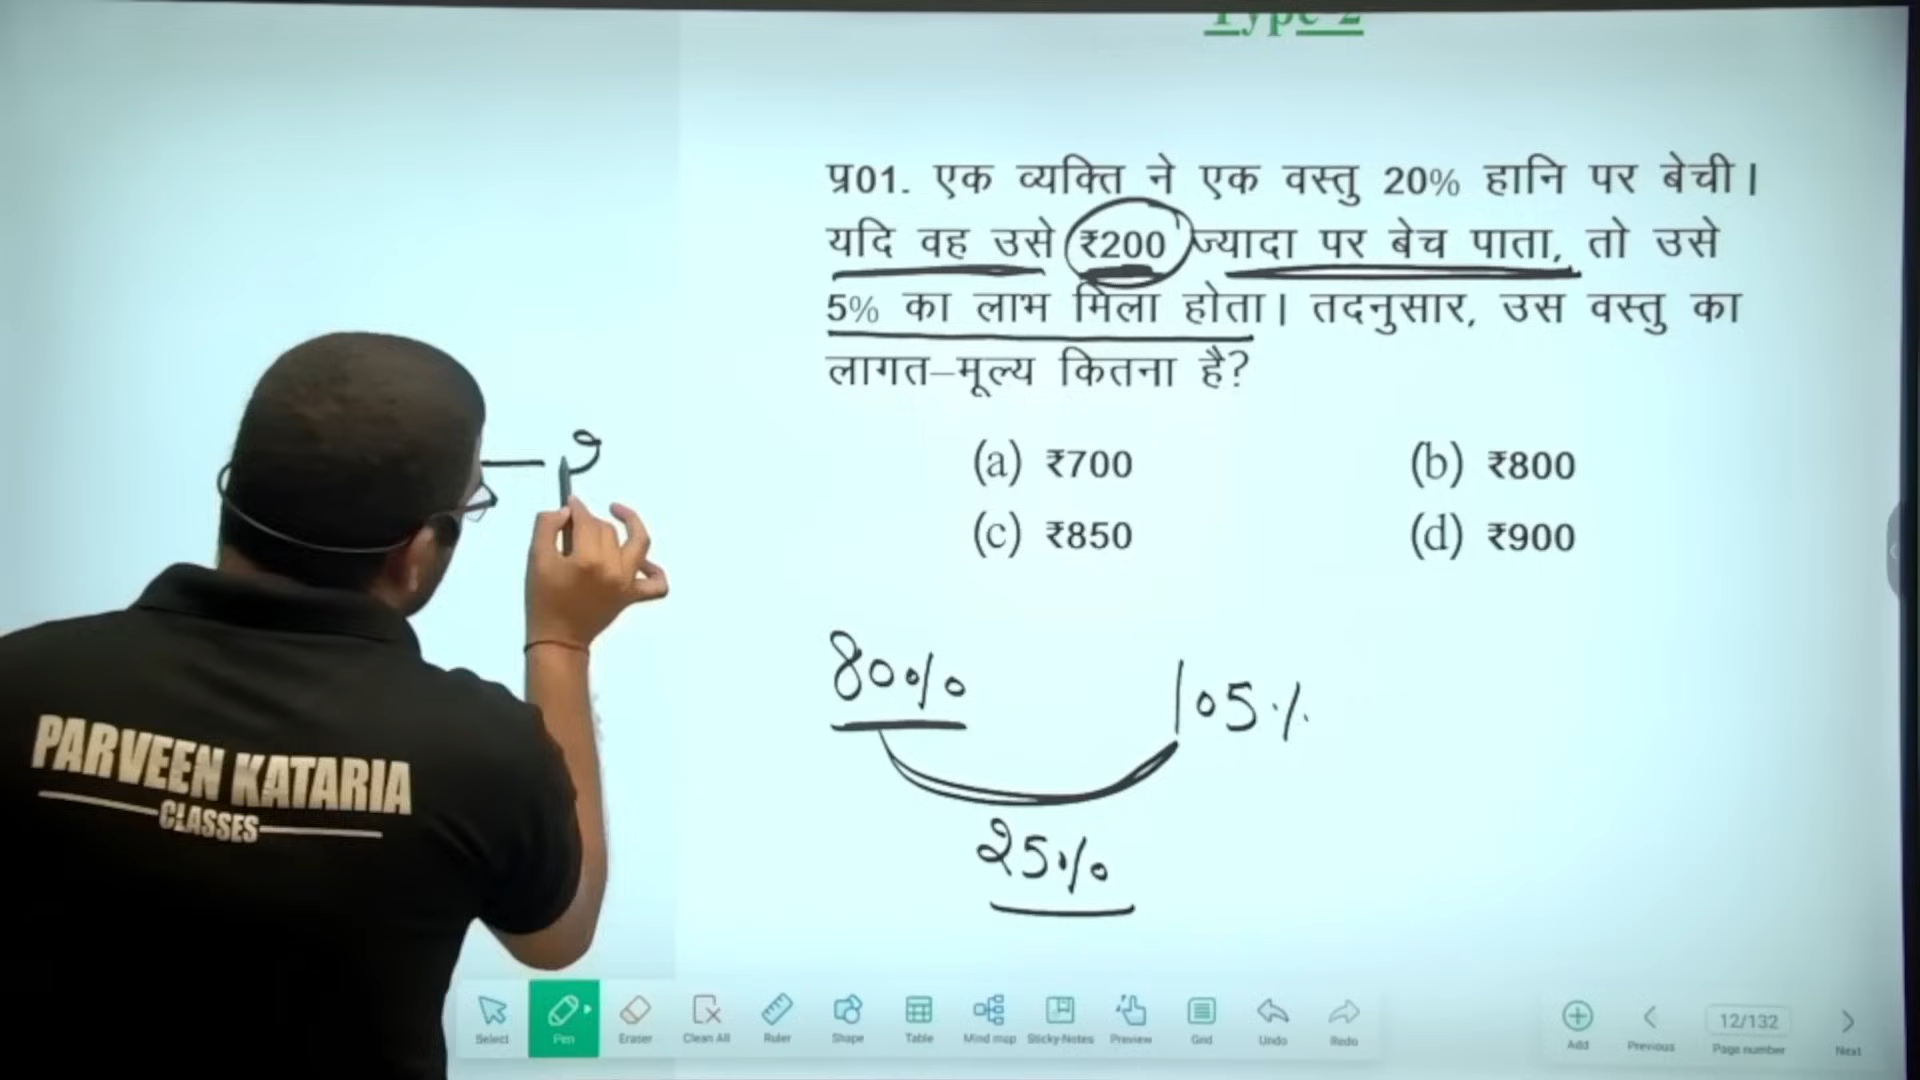 Type-2
प्र01. एक व्यक्ति ने एक वस्तु 20% हानि पर बेची।
यदि वह उसे ₹200 ज्यादा पर बेच पाता, तो उसे
5% का लाभ मिला होता। तदनुसार, उस वस्तु का
लागत–मूल्य कितना है?
(a) ₹700 (b) ₹800
(c) ₹850 (d) ₹900
80% 105%
25%
PARVEEN KATARIA
CLASSES
Select Pen Eraser Clean All Ruler Shape Table Mind map Sticky-Notes Preview Grid Undo Redo
Add Previous 12/132 Page number Next